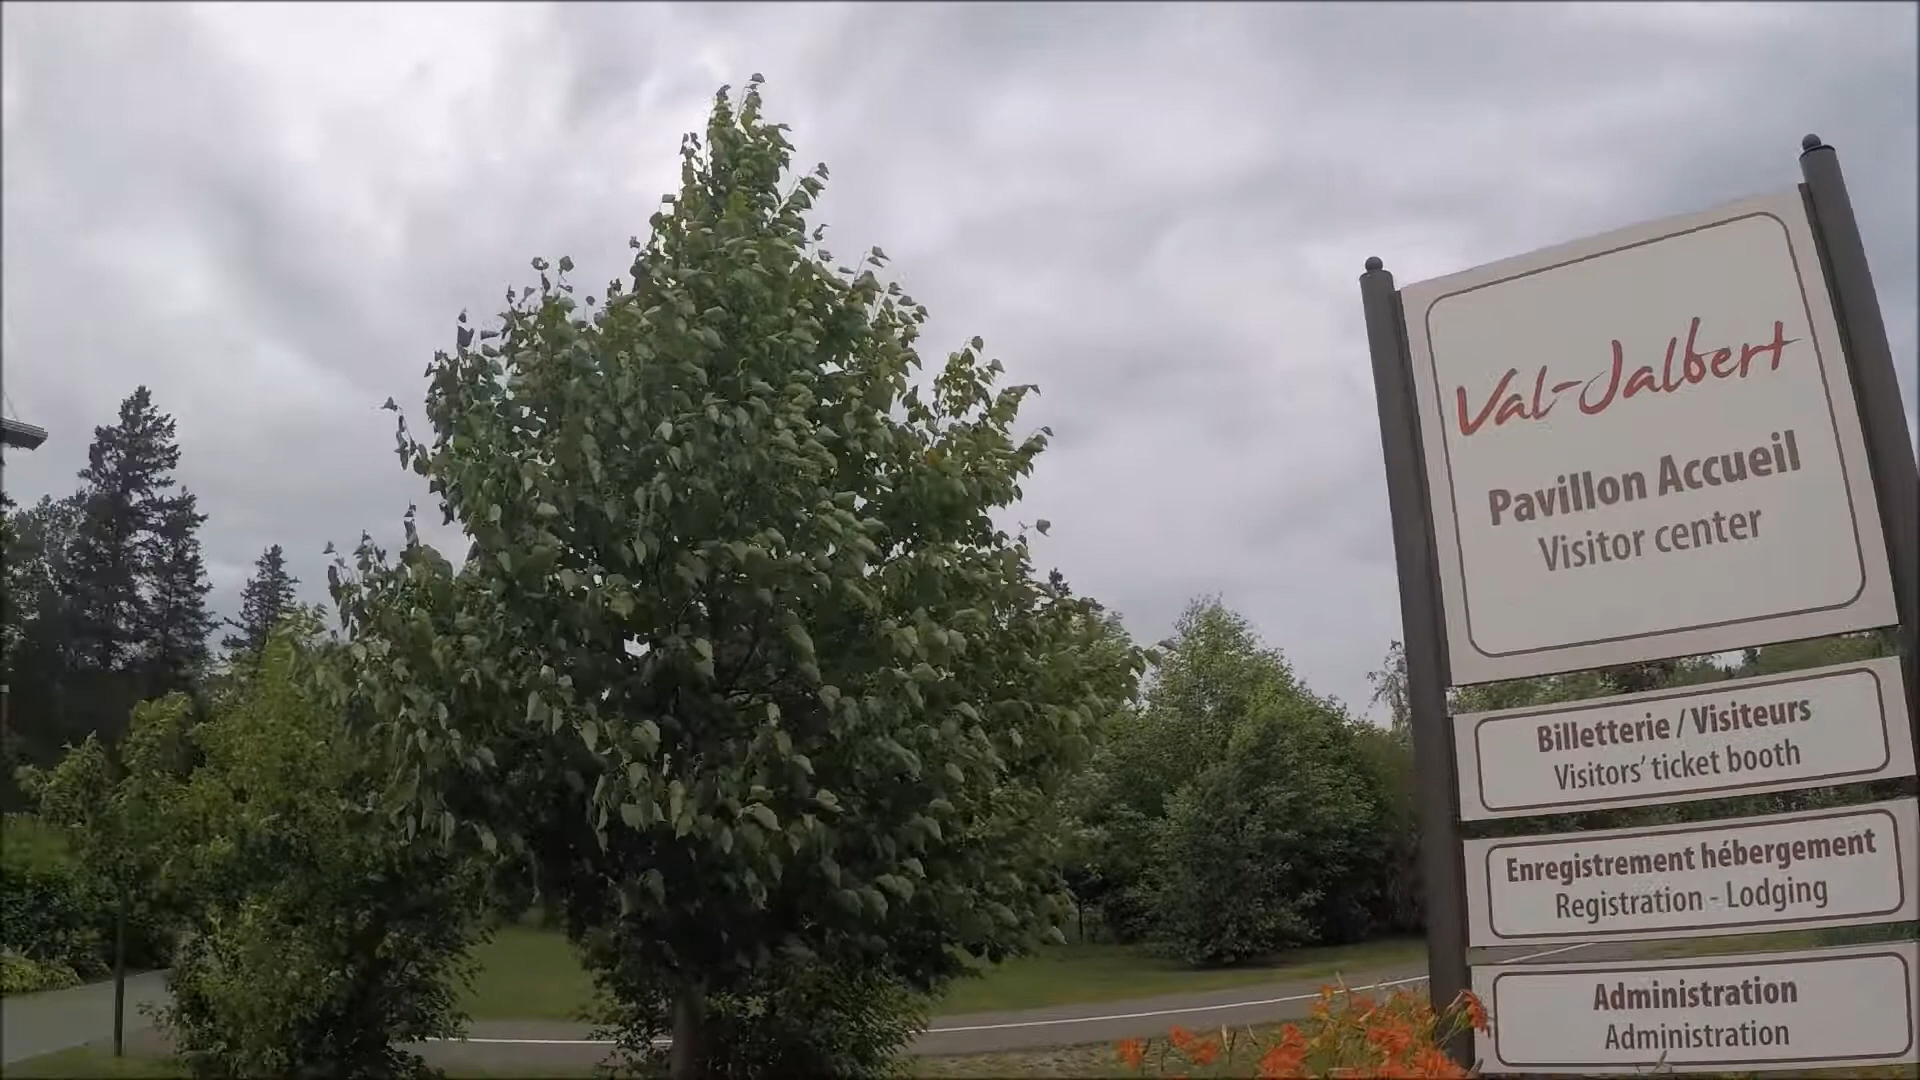 Val-Jalbert
Pavillon Accueil
Visitor center
Billetterie / Visiteurs
Visitors' ticket booth
Enregistrement hébergement
Registration - Lodging
Administration
Administration